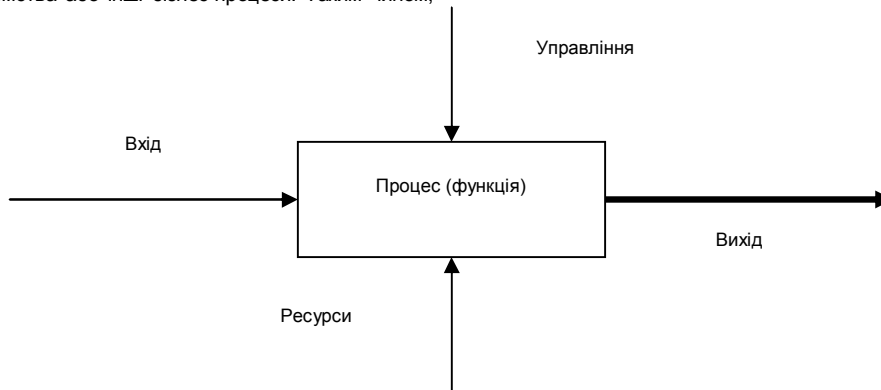 Управління
Вхід
Процес (функція)
Вихід
Ресурси